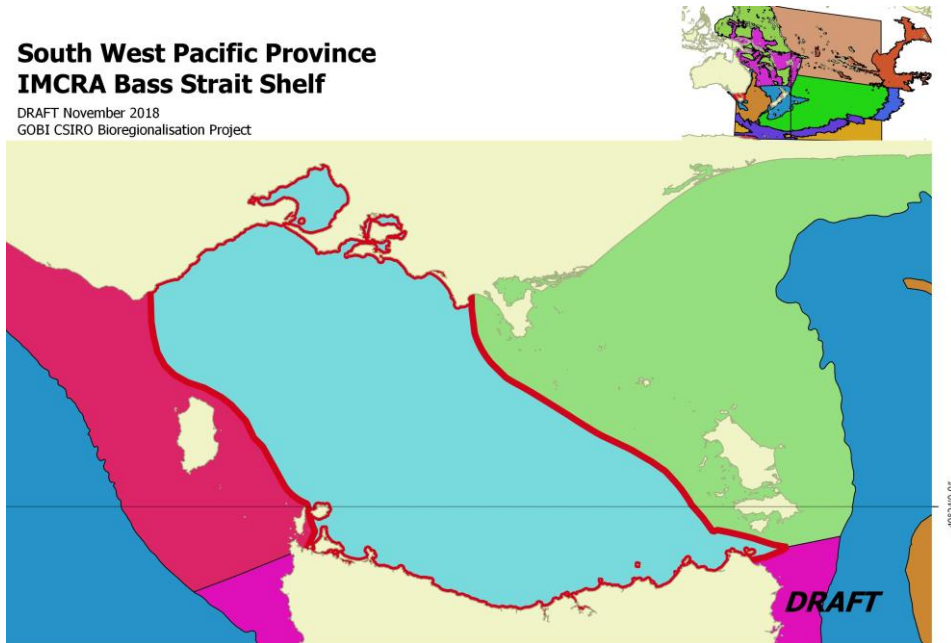 South West Pacific Province
IMCRA Bass Strait Shelf
DRAFT November 2018
GOBI CSIRO Bioregionalisation Project
DRAFT